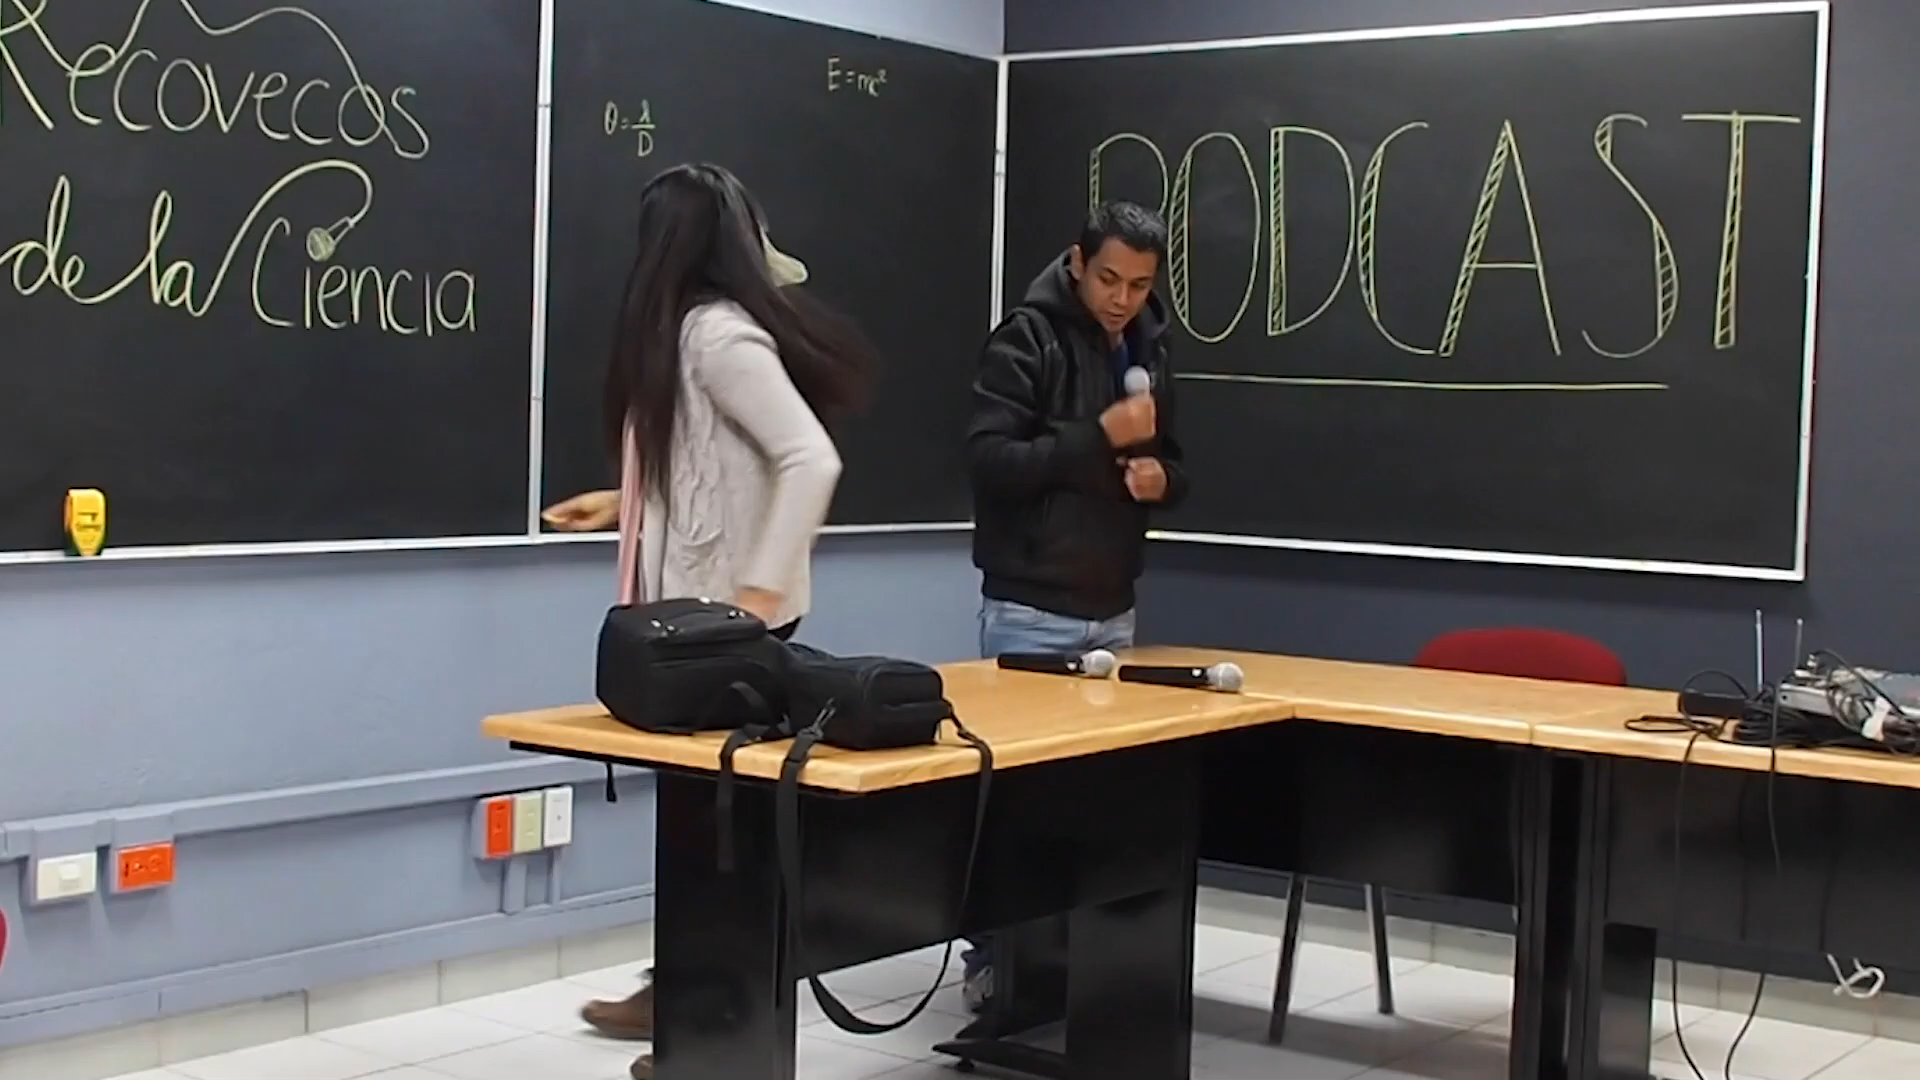 Recovecos
de la Ciencia
θ = λ/D
E = mc²
PODCAST